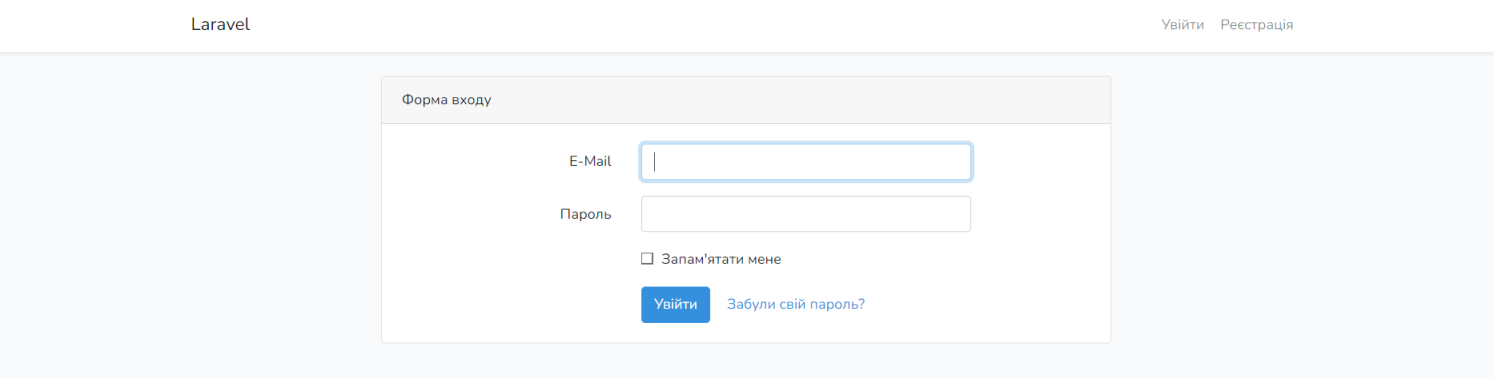 Laravel Увійти Реєстрація
Форма входу
E-Mail
Пароль
Запам'ятати мене
Увійти Забули свій пароль?